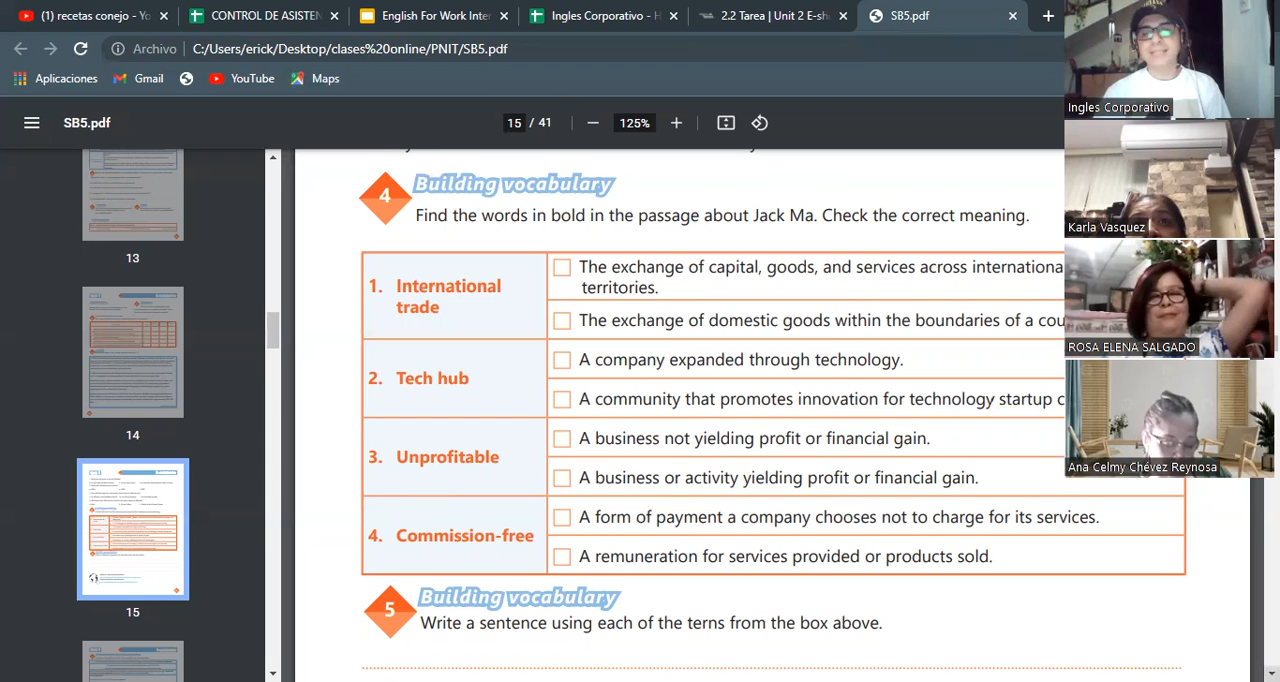 (1) recetas conejo - Yo
CONTROL DE ASISTEN
English For Work Inter
Ingles Corporativo - H
2.2 Tarea | Unit 2 E-sh
SB5.pdf
Archivo
C:/Users/erick/Desktop/clases%20online/PNIT/SB5.pdf
Aplicaciones
Gmail
YouTube
Maps
SB5.pdf
15 / 41
125%
13
14
15
4
Building vocabulary
Find the words in bold in the passage about Jack Ma. Check the correct meaning.
1. International
trade
The exchange of capital, goods, and services across internationa
territories.
The exchange of domestic goods within the boundaries of a cou
2. Tech hub
A company expanded through technology.
A community that promotes innovation for technology startup c
3. Unprofitable
A business not yielding profit or financial gain.
A business or activity yielding profit or financial gain.
4. Commission-free
A form of payment a company chooses not to charge for its services.
A remuneration for services provided or products sold.
5
Building vocabulary
Write a sentence using each of the terns from the box above.
Ingles Corporativo
Karla Vasquez
ROSA ELENA SALGADO
Ana Celmy Chévez Reynosa